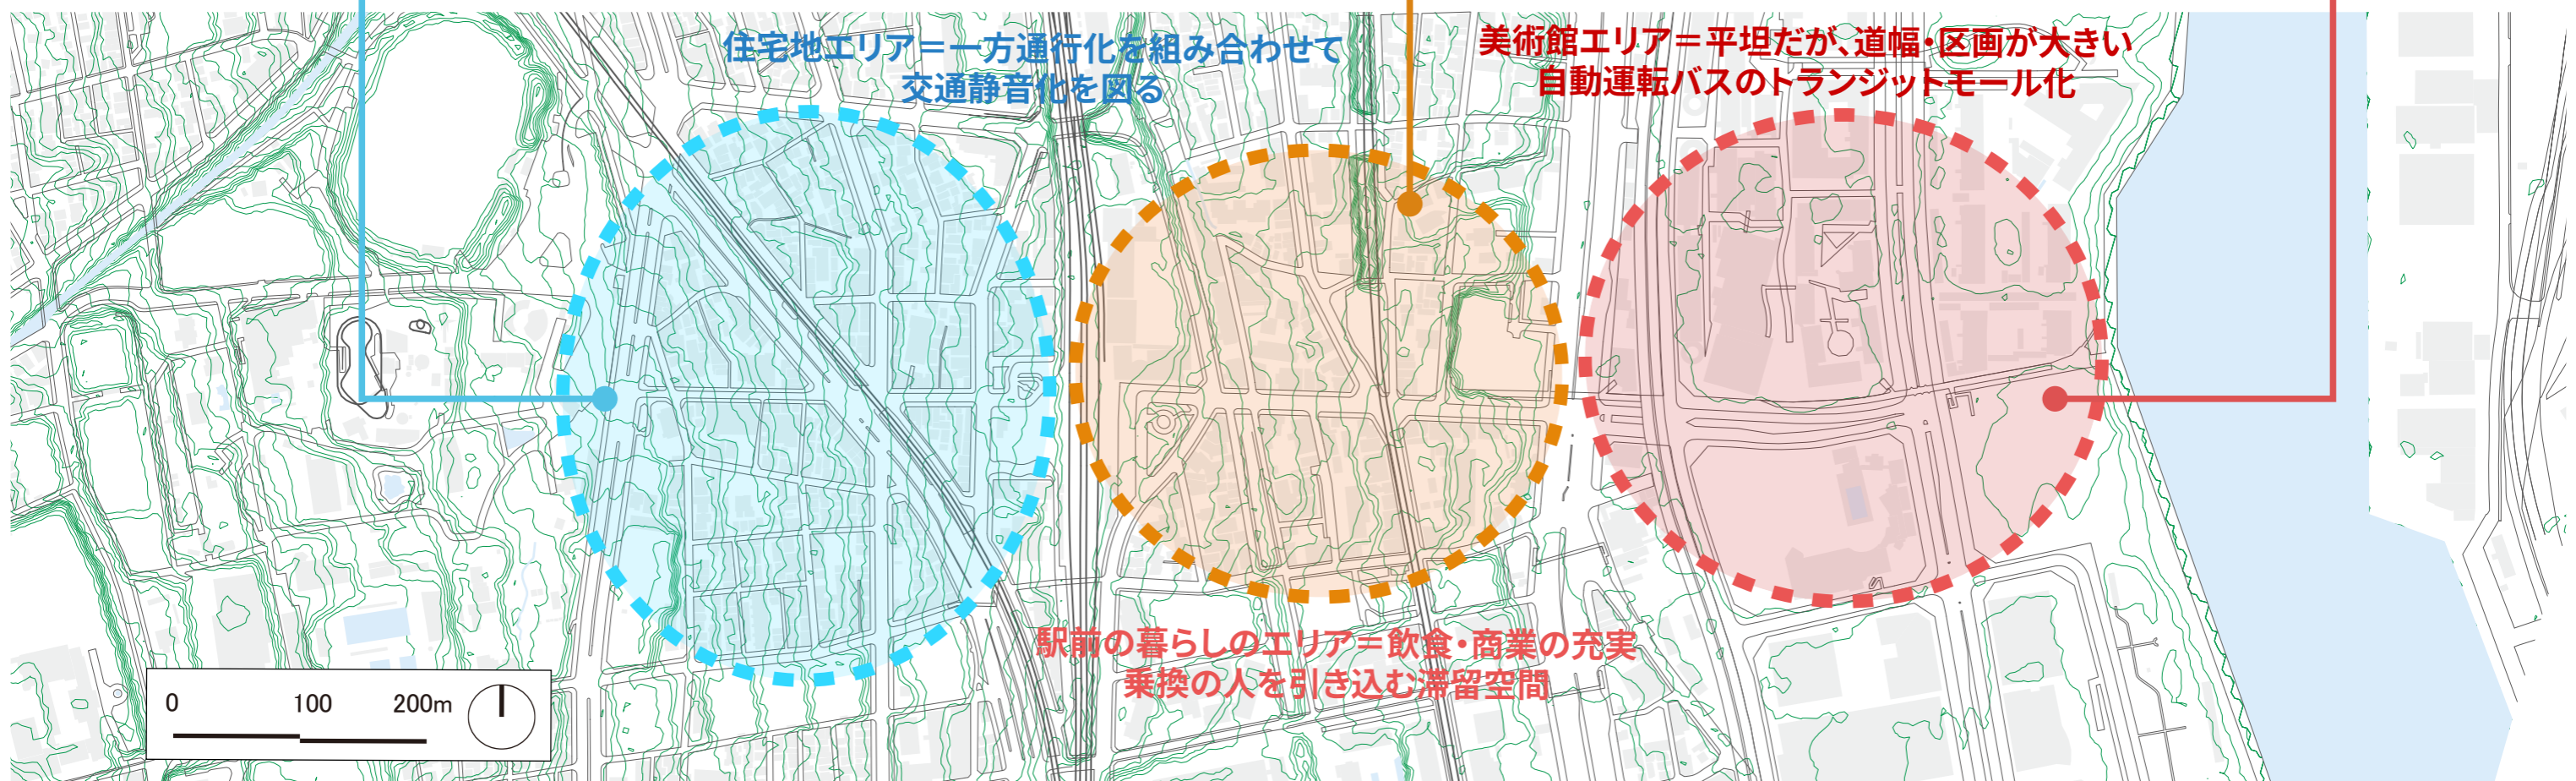 住宅地エリア＝一方通行化を組み合わせて
交通静音化を図る
美術館エリア＝平坦だが、道幅・区画が大きい
自動運転バスのトランジットモール化
駅前の暮らしのエリア＝飲食・商業の充実
乗換の人を引き込む滞留空間
0 100 200m